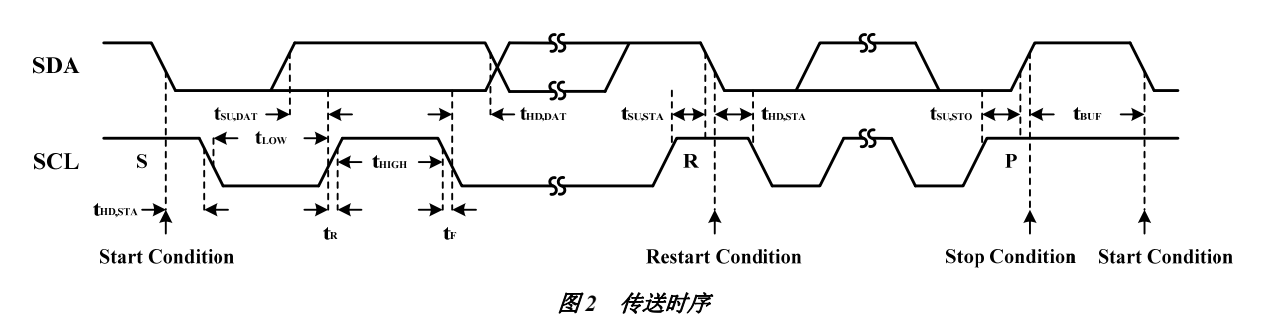 SDA
tSU,DAT tHD,DAT tSU,STA tHD,STA tSU,STO tBUF
tLOW
SCL S tHIGH R P
tHD,STA
tR tF
Start Condition Restart Condition Stop Condition Start Condition
图2 传送时序